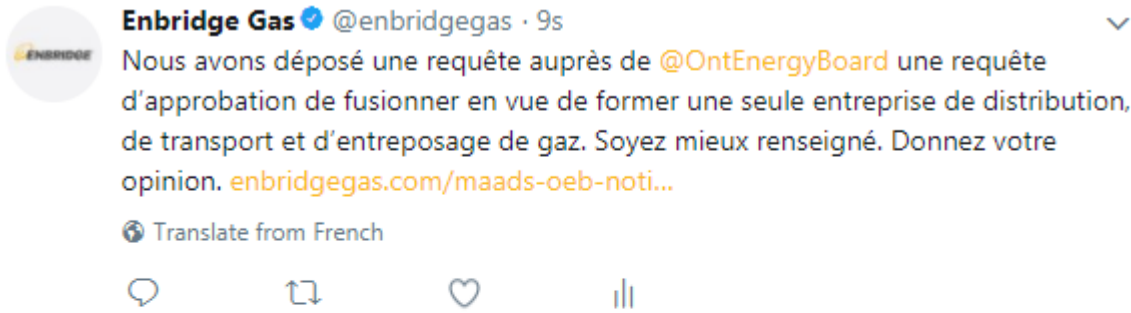 Enbridge Gas @enbridgegas · 9s
ENBRIDGE
Nous avons déposé une requête auprès de @OntEnergyBoard une requête
d'approbation de fusionner en vue de former une seule entreprise de distribution,
de transport et d'entreposage de gaz. Soyez mieux renseigné. Donnez votre
opinion. enbridgegas.com/maads-oeb-noti...
Translate from French